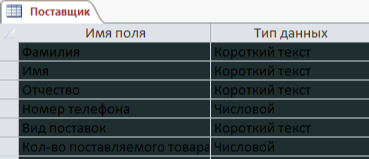 Поставщик
Имя поля Тип данных
Фамилия Короткий текст
Имя Короткий текст
Отчество Короткий текст
Номер телефона Числовой
Вид поставок Короткий текст
Кол-во поставляемого товара Числовой